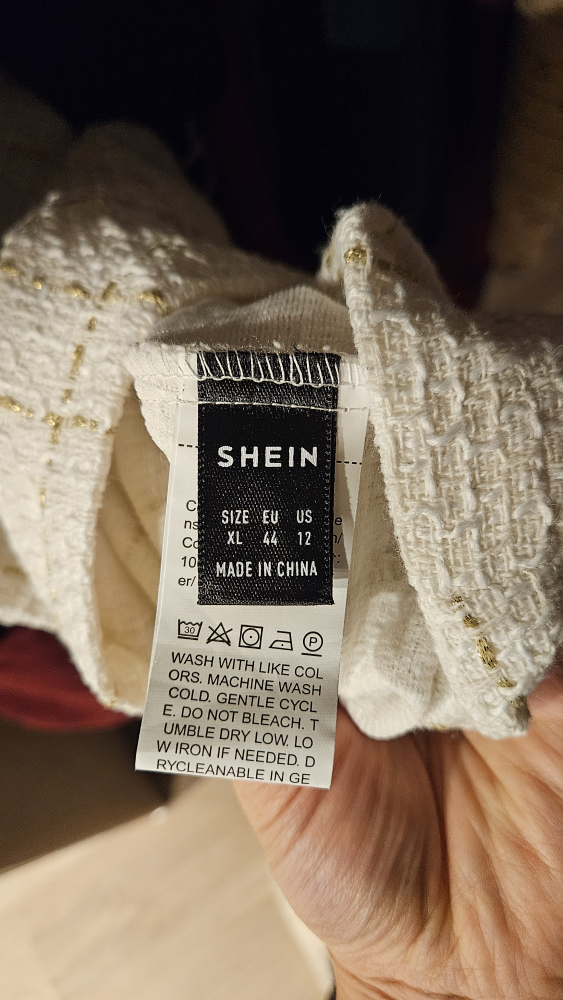 SHEIN
SIZE EU US
XL 44 12
MADE IN CHINA
30
P
WASH WITH LIKE COL
ORS. MACHINE WASH
COLD. GENTLE CYCL
E. DO NOT BLEACH. T
UMBLE DRY LOW. LO
W IRON IF NEEDED. D
RYCLEANABLE IN GE